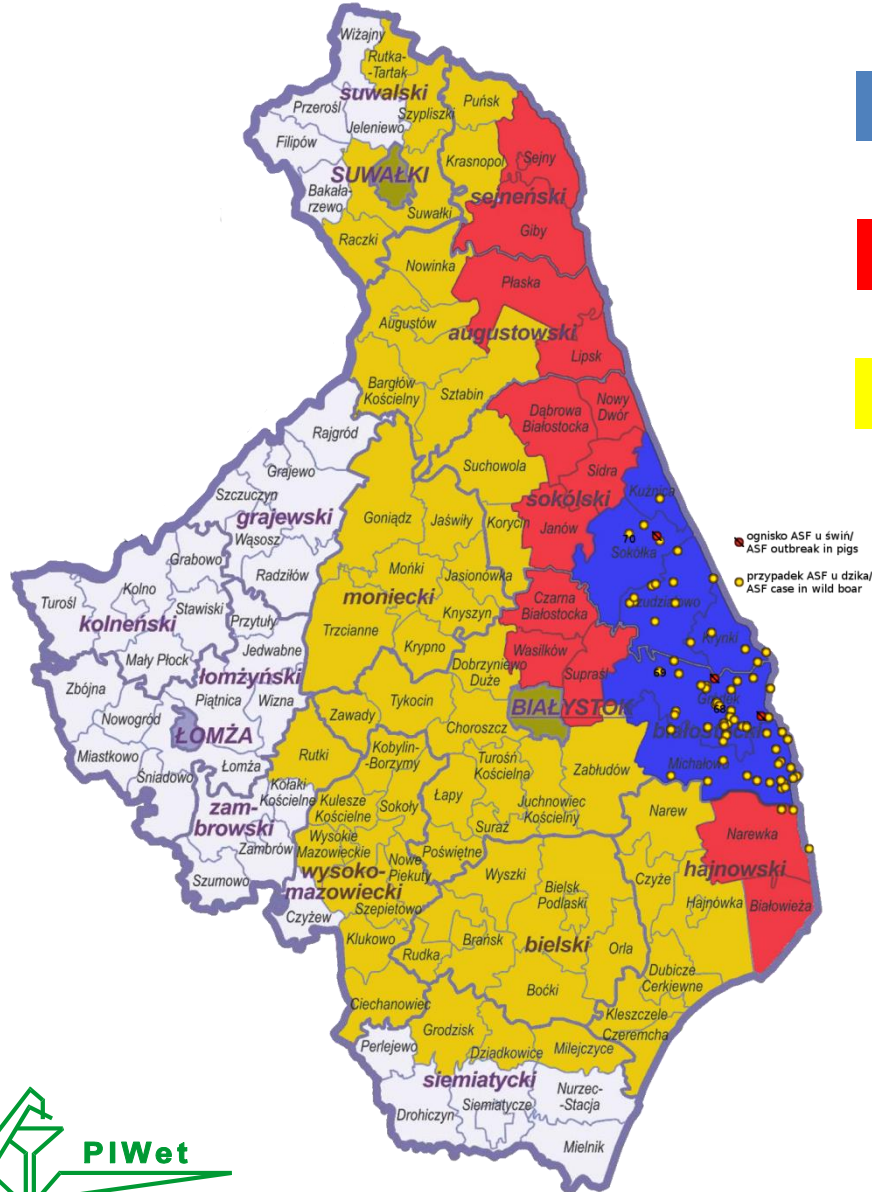 Wiżajny
Rutka-
-Tartak
suwalski
Szypliszki
Puńsk
Przerośl
Jeleniewo
Filipów
Krasnopol
Sejny
SUWAŁKI
Bakała-
rzewo
Suwałki
sejneński
Raczki
Giby
Nowinka
Płaska
Augustów
augustowski
Lipsk
Bargłów
Kościelny
Sztabin
Nowy
Dwór
Dąbrowa
Białostocka
Rajgród
Suchowola
Grajewo
Sidra
Kuźnica
Szczuczyn
sokólski
grajewski
Goniądz
Jaświły
Korycin
Janów
70
Sokółka
ognisko ASF u świń/
ASF outbreak in pigs
Wąsosz
Grabowo
Radziłów
Mońki
Jasionówka
przypadek ASF u dzika/
ASF case in wild boar
Turośl
Kolno
Stawiski
moniecki
Czarna
Białostocka
kolneński
Przytuły
Knyszyn
Trzcianne
Krynki
Jedwabne
Krypno
Wasilków
Mały Płock
łomżyński
Dobrzyniewo
Duże
Supraśl
69
Zbójna
Piątnica
Wizna
Tykocin
BIAŁYSTOK
68
Nowogród
Zawady
Choroszcz
białostocki
ŁOMŻA
Miastkowo
Rutki
Kobylin-
-Borzymy
Turośń
Kościelna
Zabłudów
Michałowo
Śniadowo
Łomża
Kołaki
Kościelne
Kulesze
Kościelne
Sokoły
Łapy
Juchnowiec
Kościelny
Narew
zam-
browski
Suraż
Narewka
Zambrów
Wysokie
Mazowieckie
Nowe
Piekuty
Poświętne
hajnowski
Szumowo
wysoko-
mazowiecki
Wyszki
Bielsk
Podlaski
Czyże
Hajnówka
Białowieża
Czyżew
Szepietowo
Klukowo
Brańsk
bielski
Orla
Rudka
Dubicze
Cerkiewne
Boćki
Ciechanowiec
Kleszczele
Grodzisk
Czeremcha
Perlejewo
Dziadkowice
Milejczyce
siemiatycki
Nurzec-
-Stacja
Drohiczyn
Siemiatycze
Mielnik
PIWet